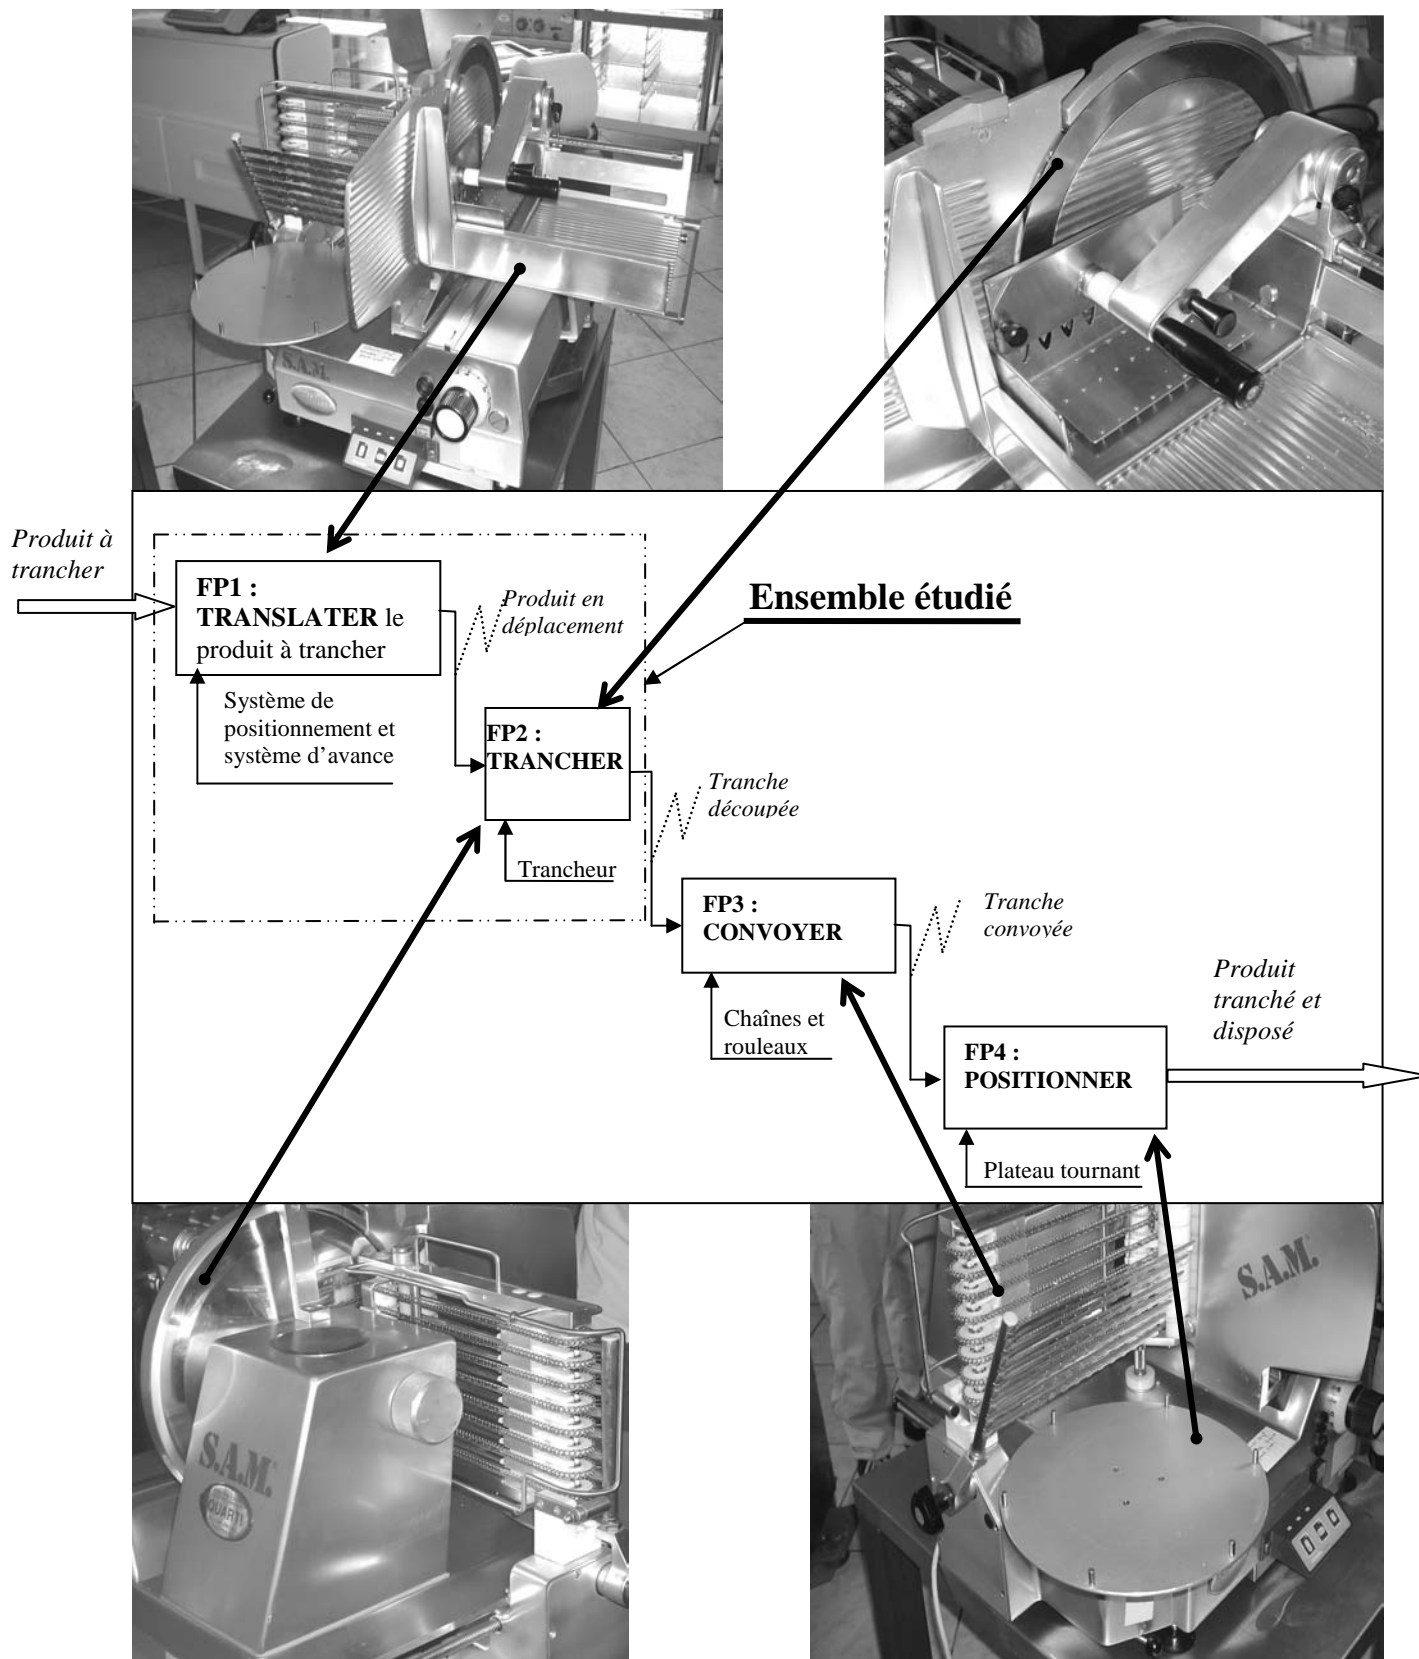 S.A.M.
Produit à
trancher
FP1 :
TRANSLATER le
produit à trancher
Système de
positionnement et
système d’avance
Produit en
déplacement
Ensemble étudié
FP2 :
TRANCHER
Trancheur
Tranche
découpée
FP3 :
CONVOYER
Chaînes et
rouleaux
Tranche
convoyée
FP4 :
POSITIONNER
Plateau tournant
Produit
tranché et
disposé
S.A.M.
S.A.M.